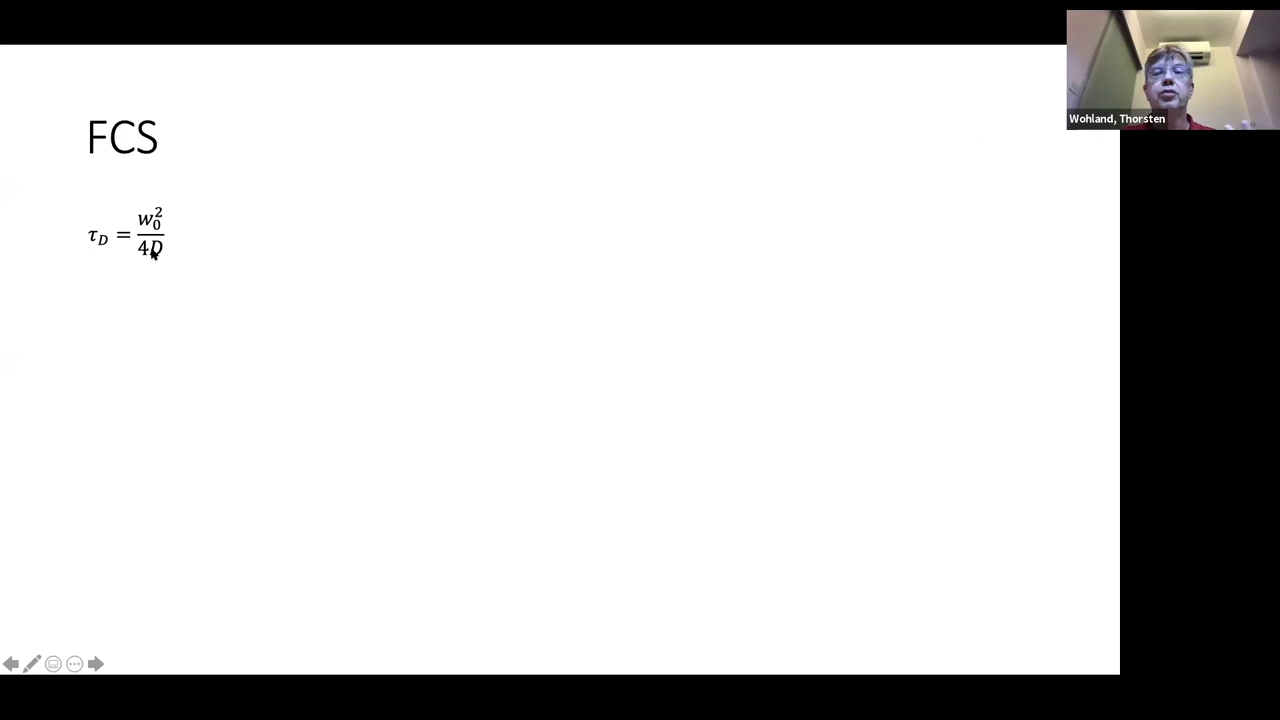 FCS
τ_D = w_0^2 / 4D
Wohland, Thorsten